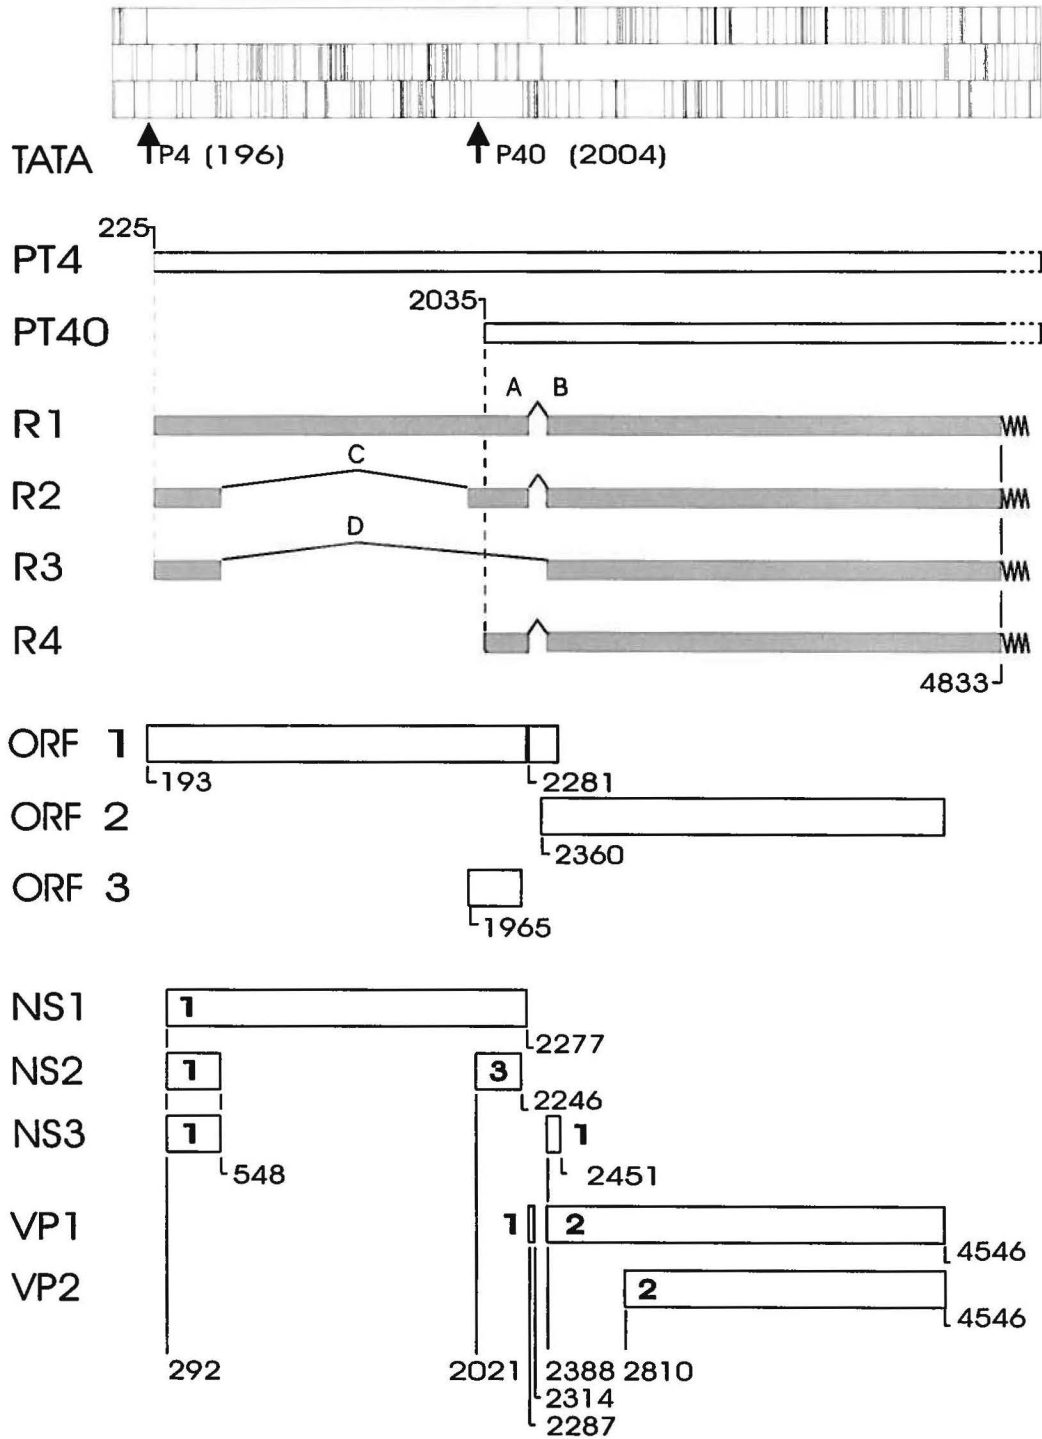 TATA P4 (196) P40 (2004)
225
PT4
2035
PT40
A B
R1
C
R2
D
R3
R4
4833
ORF 1
193 2281
ORF 2
2360
ORF 3
1965
NS1 1
2277
NS2 1 3
2246
NS3 1 1
548 2451
VP1 1 2
4546
VP2 2
4546
292 2021 2388 2810
2314
2287